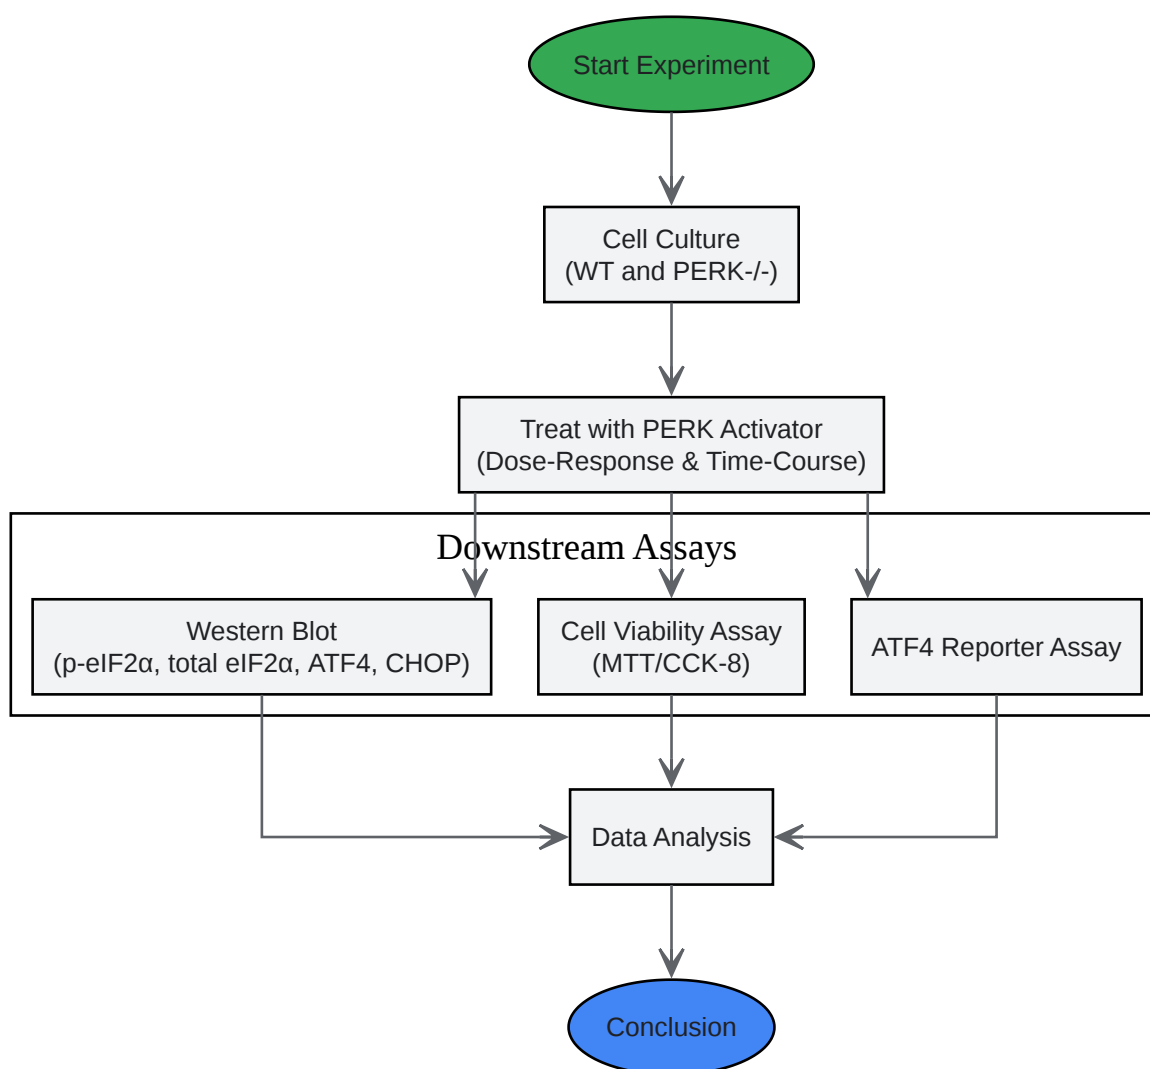 Start Experiment
Cell Culture
(WT and PERK-/-)
Treat with PERK Activator
(Dose-Response & Time-Course)
Downstream Assays
Western Blot
(p-eIF2α, total eIF2α, ATF4, CHOP)
Cell Viability Assay
(MTT/CCK-8)
ATF4 Reporter Assay
Data Analysis
Conclusion